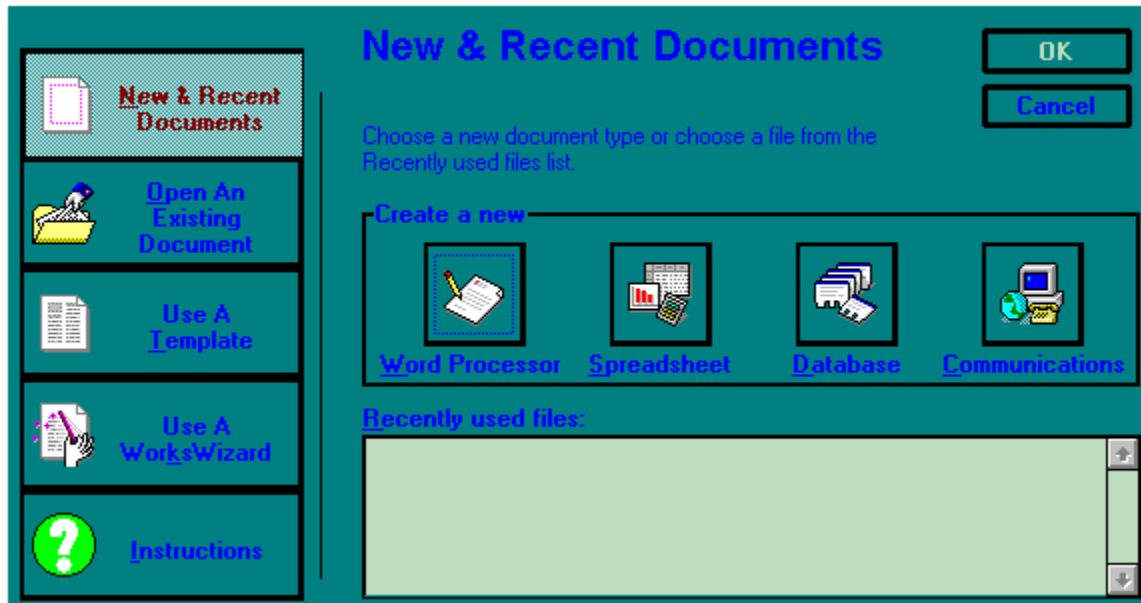 New & Recent
Documents
Open An
Existing
Document
Use A
Template
Use A
WorksWizard
Instructions
New & Recent Documents
OK
Cancel
Choose a new document type or choose a file from the
Recently used files list.
Create a new
Word Processor
Spreadsheet
Database
Communications
Recently used files: